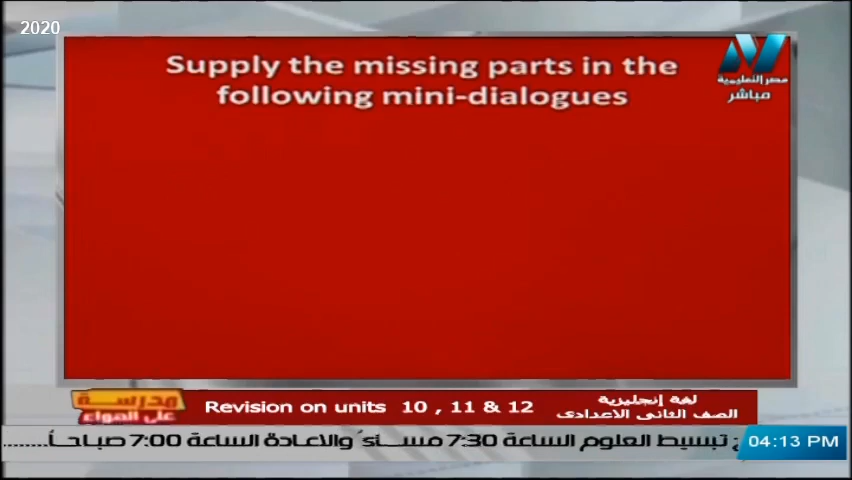 2020
Supply the missing parts in the
following mini-dialogues
مصر التعليمية
مباشر
مدرسة
على الهواء
Revision on units 10 , 11 & 12
لغة إنجليزية
الصف الثانى الاعدادى
تبسيط العلوم الساعة 7:30 مساءً والاعادة الساعة 7:00 صباحاً.......
04:13 PM